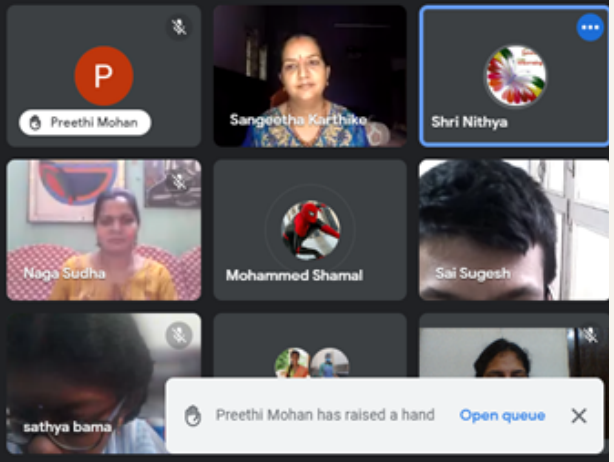 P
Preethi Mohan
Sangeetha Karthike
Shri Nithya
Naga Sudha
Mohammed Shamal
Sai Sugesh
sathya bama
Preethi Mohan has raised a hand Open queue